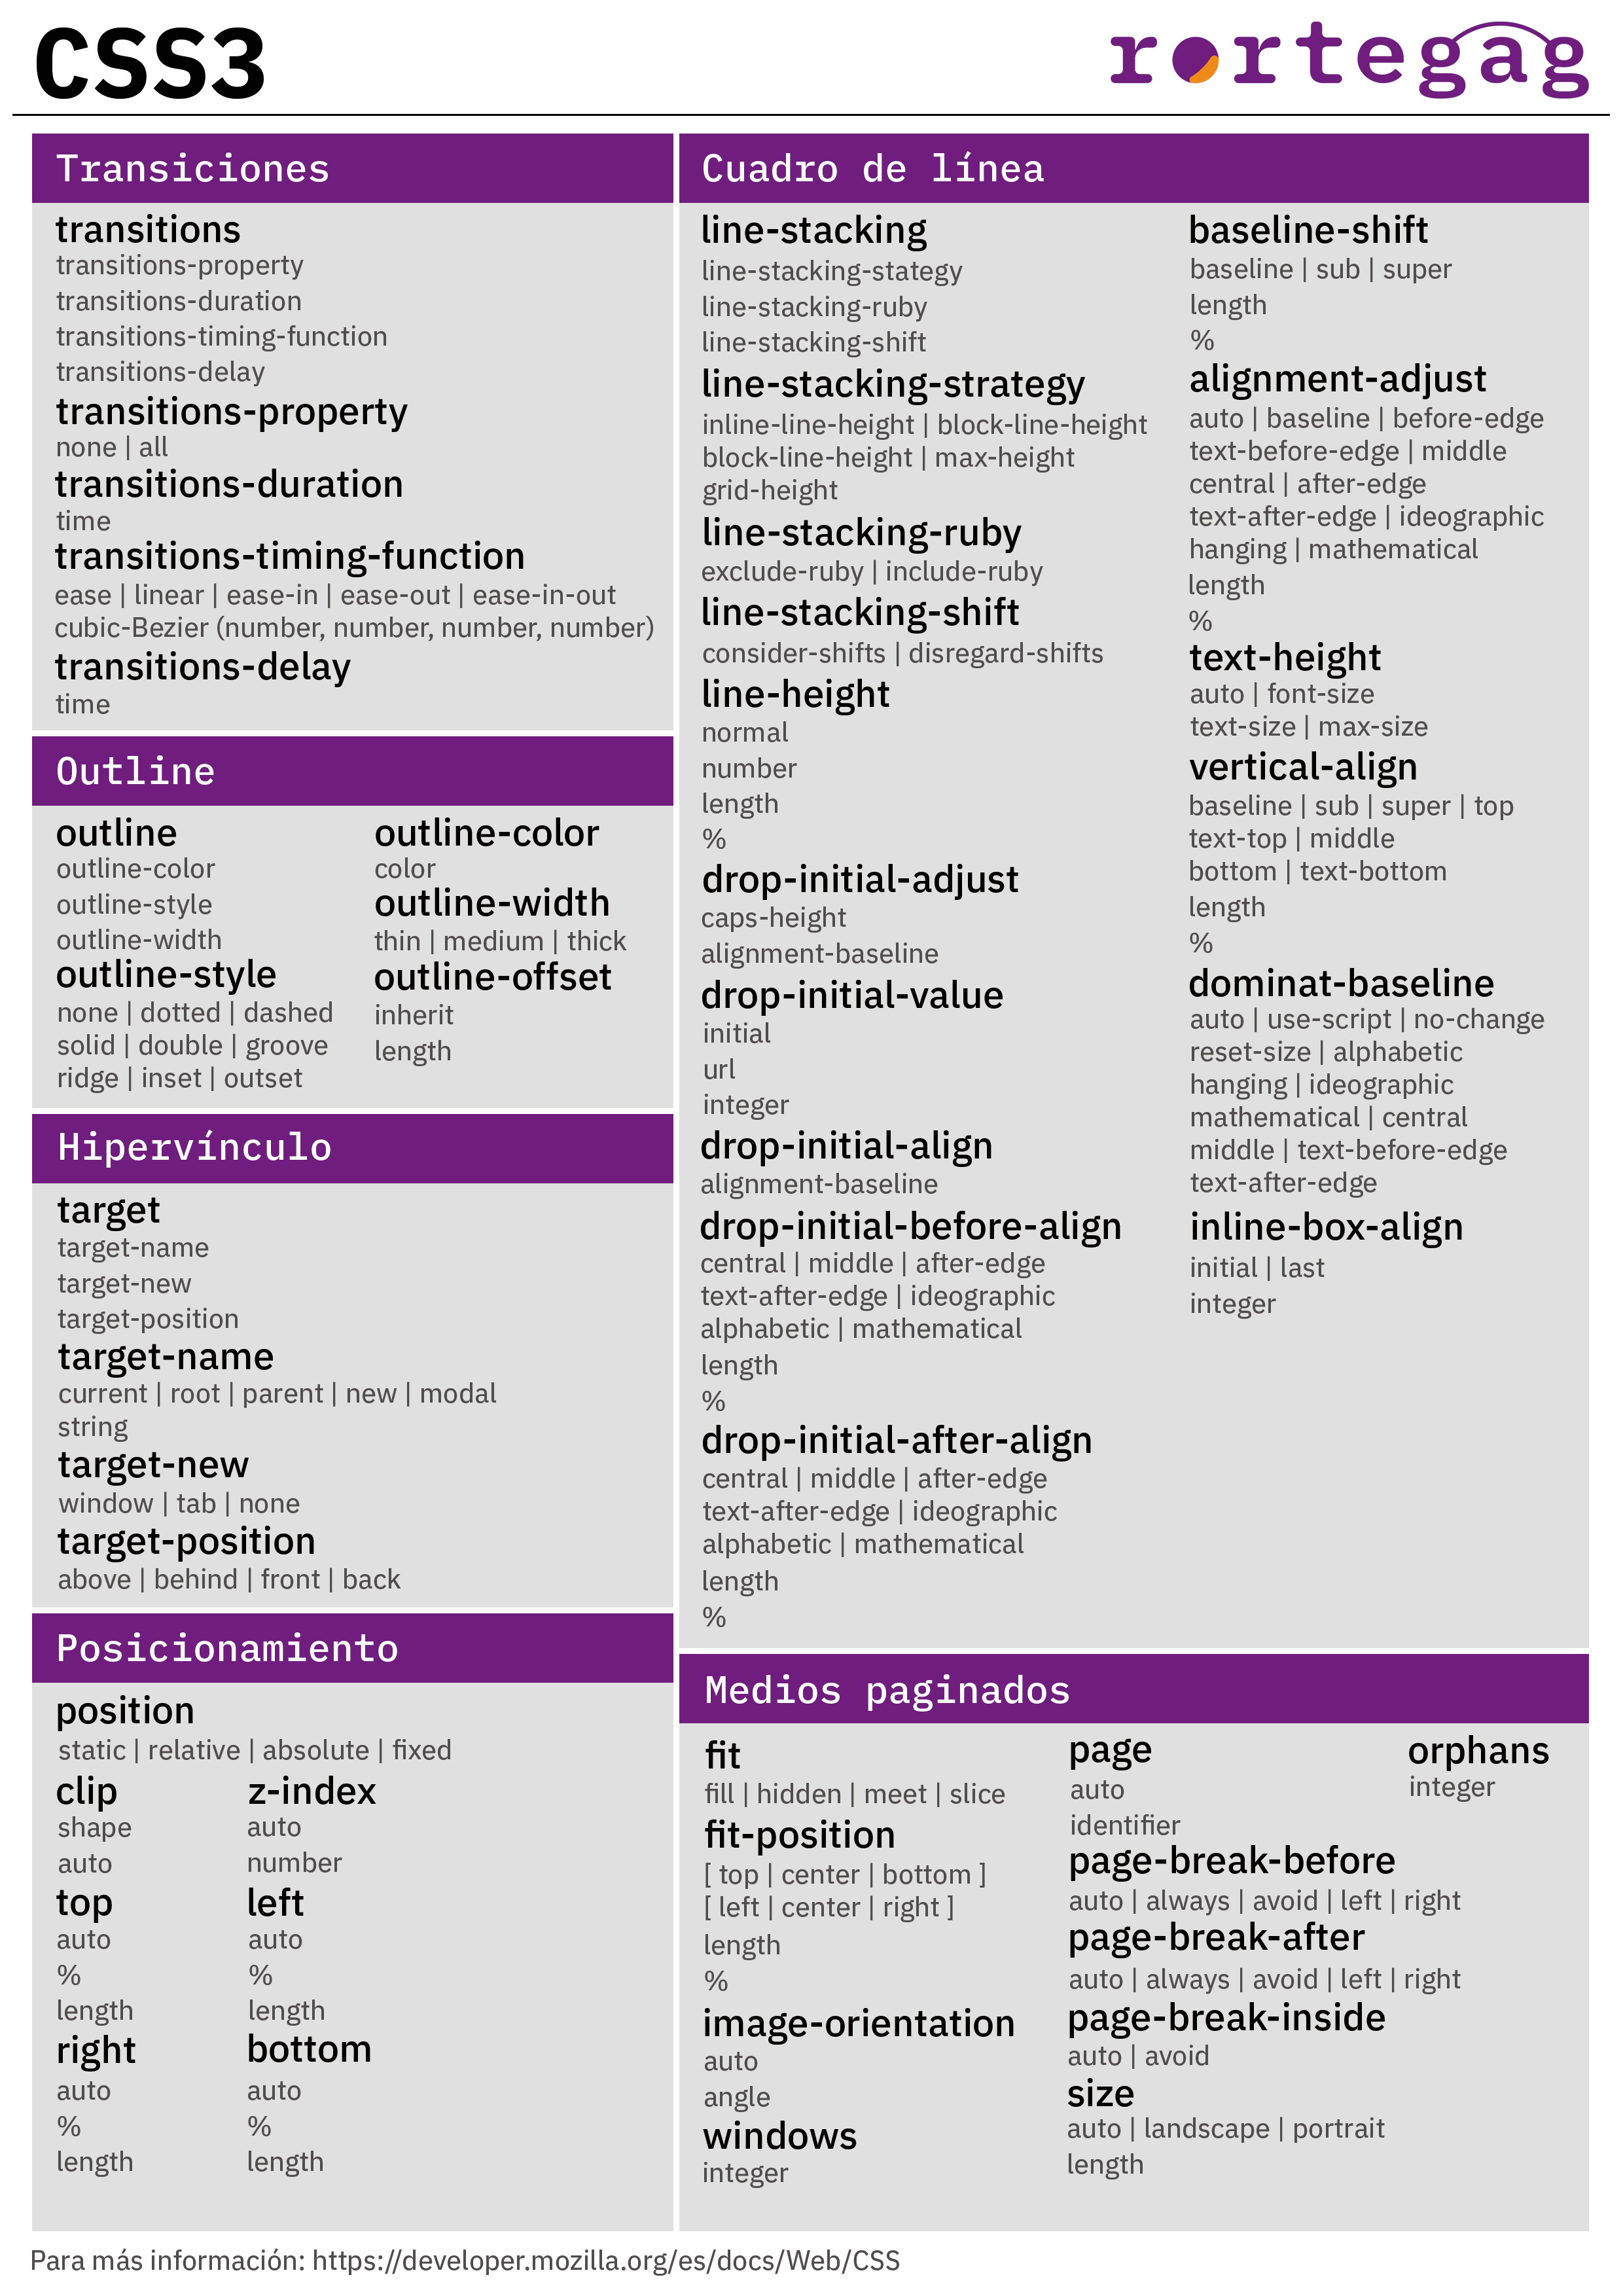 CSS3
rortegag
Transiciones
transitions
transitions-property
transitions-duration
transitions-timing-function
transitions-delay
transitions-property
none | all
transitions-duration
time
transitions-timing-function
ease | linear | ease-in | ease-out | ease-in-out
cubic-Bezier (number, number, number, number)
transitions-delay
time
Outline
outline
outline-color
outline-style
outline-width
outline-style
none | dotted | dashed
solid | double | groove
ridge | inset | outset
outline-color
color
outline-width
thin | medium | thick
outline-offset
inherit
length
Hipervínculo
target
target-name
target-new
target-position
target-name
current | root | parent | new | modal
string
target-new
window | tab | none
target-position
above | behind | front | back
Posicionamiento
position
static | relative | absolute | fixed
clip
shape
auto
top
auto
%
length
right
auto
%
length
z-index
auto
number
left
auto
%
length
bottom
auto
%
length
Cuadro de línea
line-stacking
line-stacking-stategy
line-stacking-ruby
line-stacking-shift
line-stacking-strategy
inline-line-height | block-line-height
block-line-height | max-height
grid-height
line-stacking-ruby
exclude-ruby | include-ruby
line-stacking-shift
consider-shifts | disregard-shifts
line-height
normal
number
length
%
drop-initial-adjust
caps-height
alignment-baseline
drop-initial-value
initial
url
integer
drop-initial-align
alignment-baseline
drop-initial-before-align
central | middle | after-edge
text-after-edge | ideographic
alphabetic | mathematical
length
%
drop-initial-after-align
central | middle | after-edge
text-after-edge | ideographic
alphabetic | mathematical
length
%
baseline-shift
baseline | sub | super
length
%
alignment-adjust
auto | baseline | before-edge
text-before-edge | middle
central | after-edge
text-after-edge | ideographic
hanging | mathematical
length
%
text-height
auto | font-size
text-size | max-size
vertical-align
baseline | sub | super | top
text-top | middle
bottom | text-bottom
length
%
dominat-baseline
auto | use-script | no-change
reset-size | alphabetic
hanging | ideographic
mathematical | central
middle | text-before-edge
text-after-edge
inline-box-align
initial | last
integer
Medios paginados
fit
fill | hidden | meet | slice
fit-position
[ top | center | bottom ]
[ left | center | right ]
length
%
image-orientation
auto
angle
windows
integer
page
auto
identifier
page-break-before
auto | always | avoid | left | right
page-break-after
auto | always | avoid | left | right
page-break-inside
auto | avoid
size
auto | landscape | portrait
length
orphans
integer
Para más información: https://developer.mozilla.org/es/docs/Web/CSS